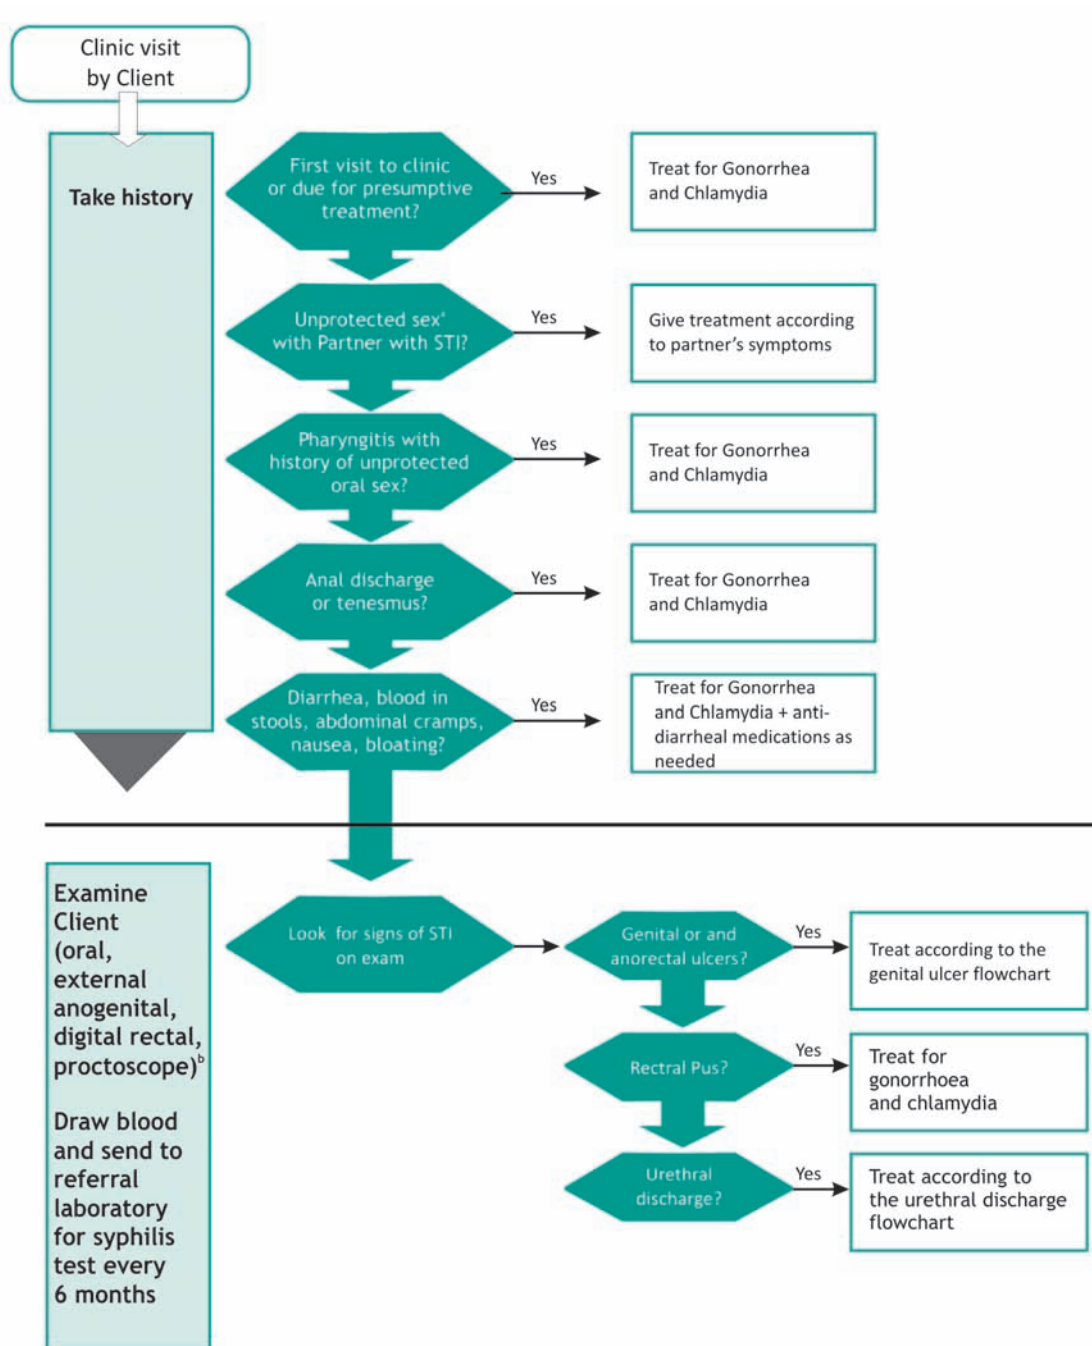 Clinic visit
by Client
Take history
First visit to clinic
or due for presumptive
treatment?
Yes
Treat for Gonorrhea
and Chlamydia
Unprotected sexᵃ
with Partner with STI?
Yes
Give treatment according
to partner's symptoms
Pharyngitis with
history of unprotected
oral sex?
Yes
Treat for Gonorrhea
and Chlamydia
Anal discharge
or tenesmus?
Yes
Treat for Gonorrhea
and Chlamydia
Diarrhea, blood in
stools, abdominal cramps,
nausea, bloating?
Yes
Treat for Gonorrhea
and Chlamydia + anti-
diarrheal medications as
needed
Examine
Client
(oral,
external
anogenital,
digital rectal,
proctoscope)ᵇ
Draw blood
and send to
referral
laboratory
for syphilis
test every
6 months
Look for signs of STI
on exam
Genital or and
anorectal ulcers?
Yes
Treat according to the
genital ulcer flowchart
Rectral Pus?
Yes
Treat for
gonorrhoea
and chlamydia
Urethral
discharge?
Yes
Treat according to
the urethral discharge
flowchart